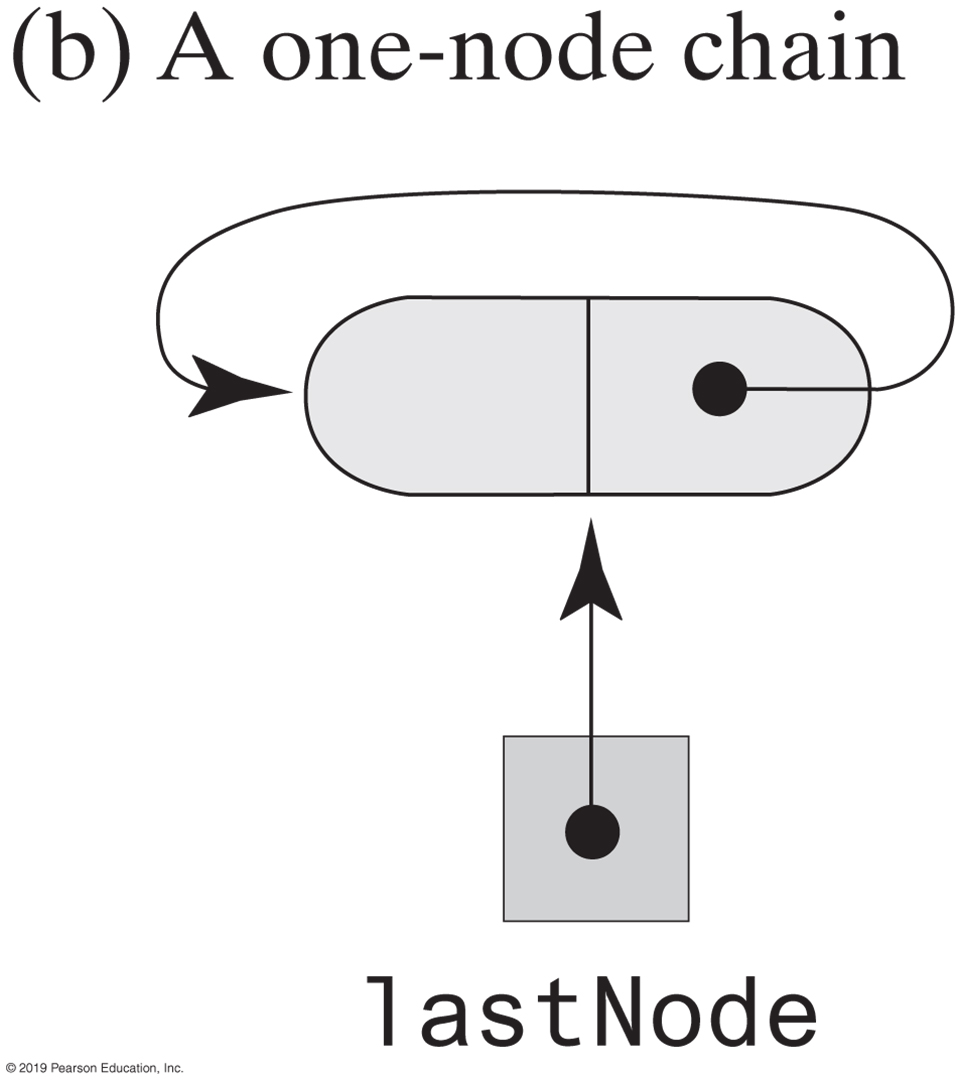 (b) A one-node chain
lastNode
© 2019 Pearson Education, Inc.